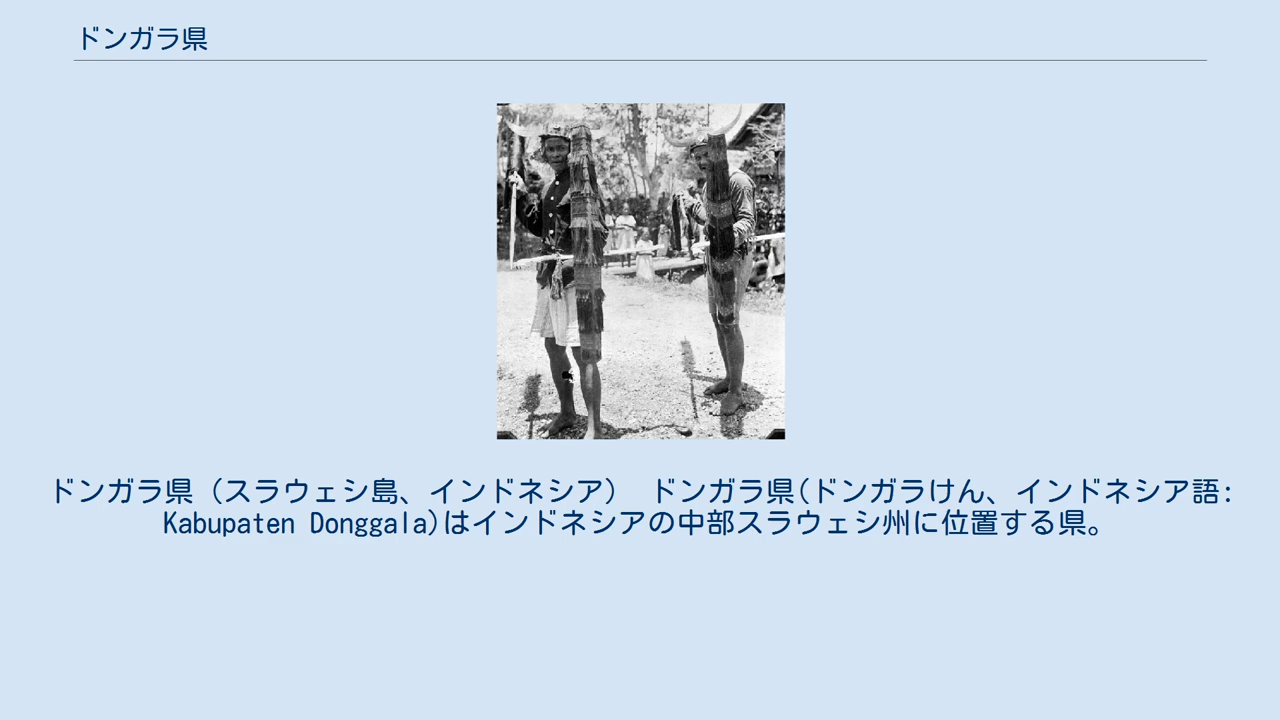 ドンガラ県
ドンガラ県（スラウェシ島、インドネシア）　ドンガラ県(ドンガラけん、インドネシア語:
Kabupaten Donggala)はインドネシアの中部スラウェシ州に位置する県。